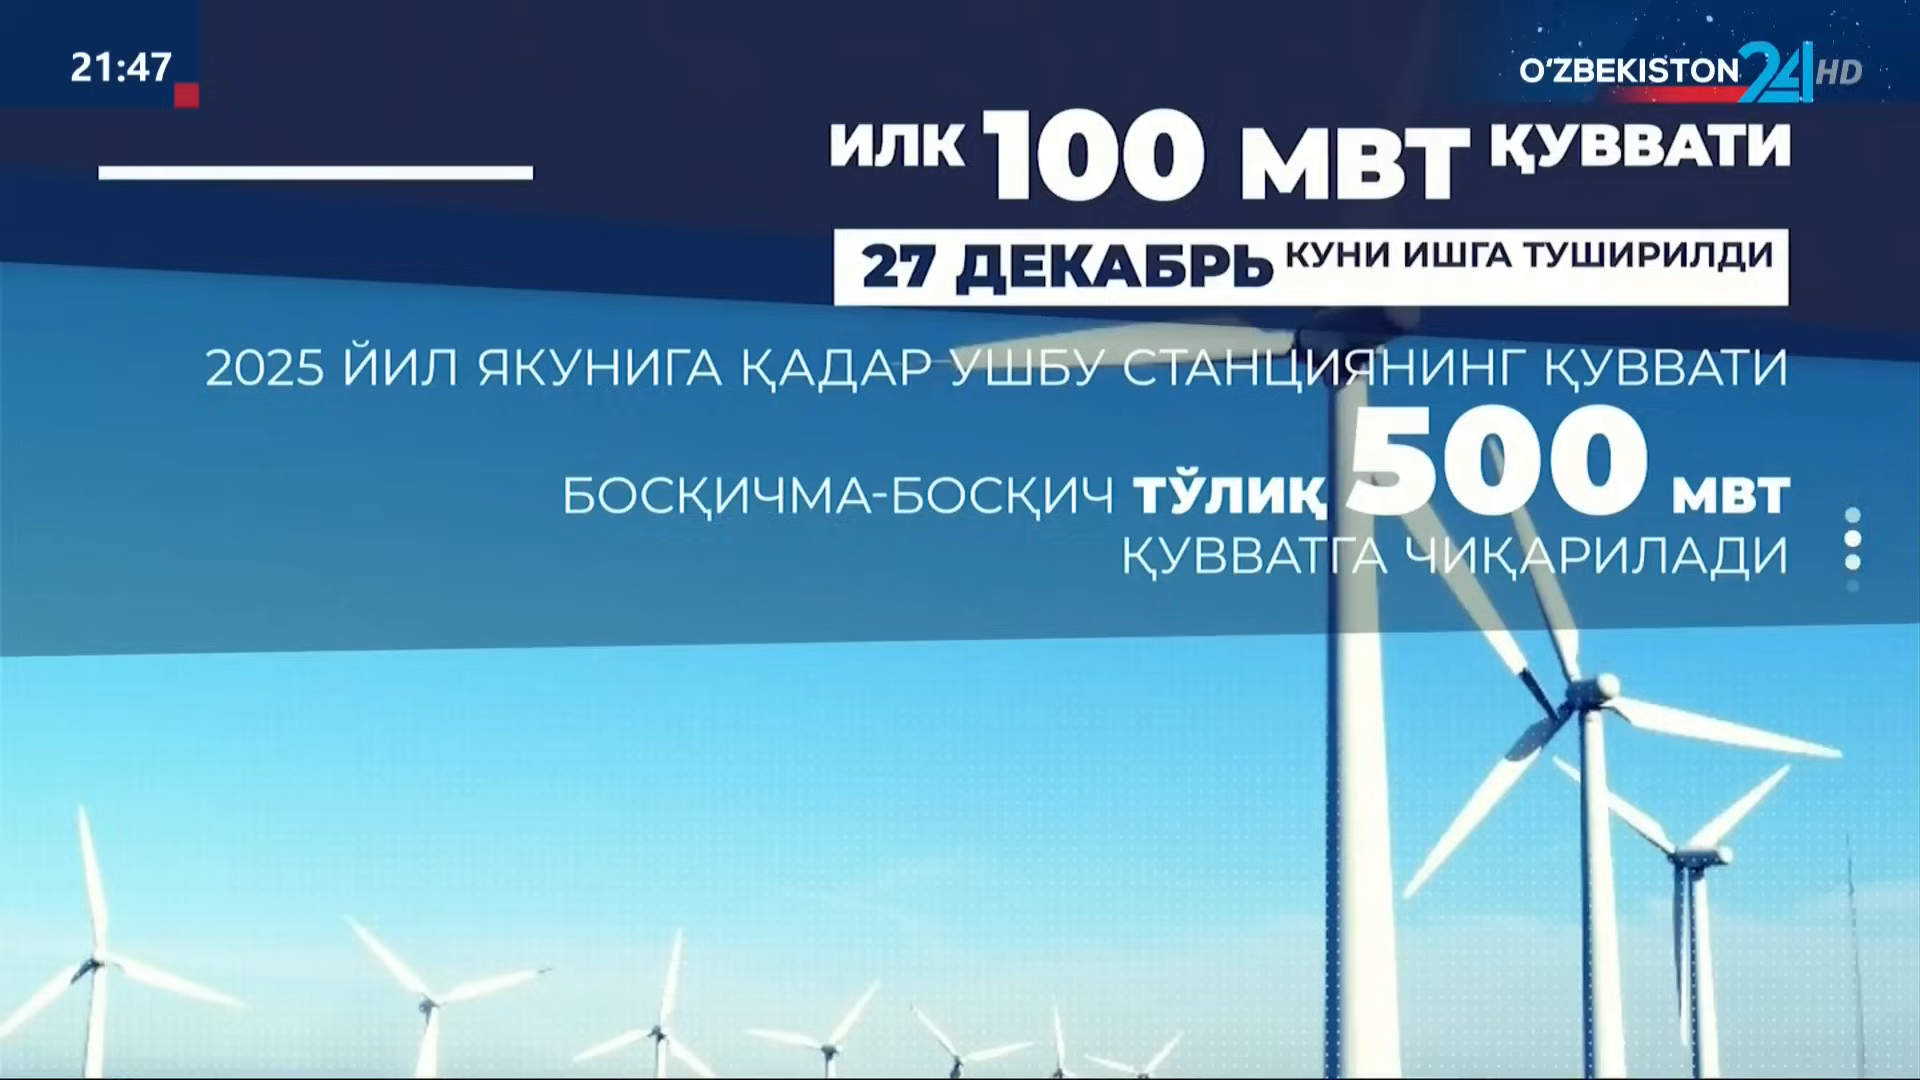 21:47
OʻZBEKISTON 24 HD
ИЛК 100 МВТ ҚУВВАТИ
27 ДЕКАБРЬ КУНИ ИШГА ТУШИРИЛДИ
2025 ЙИЛ ЯКУНИГА ҚАДАР УШБУ СТАНЦИЯНИНГ ҚУВВАТИ
БОСҚИЧМА-БОСҚИЧ ТЎЛИҚ 500 МВТ
ҚУВВАТГА ЧИҚАРИЛАДИ